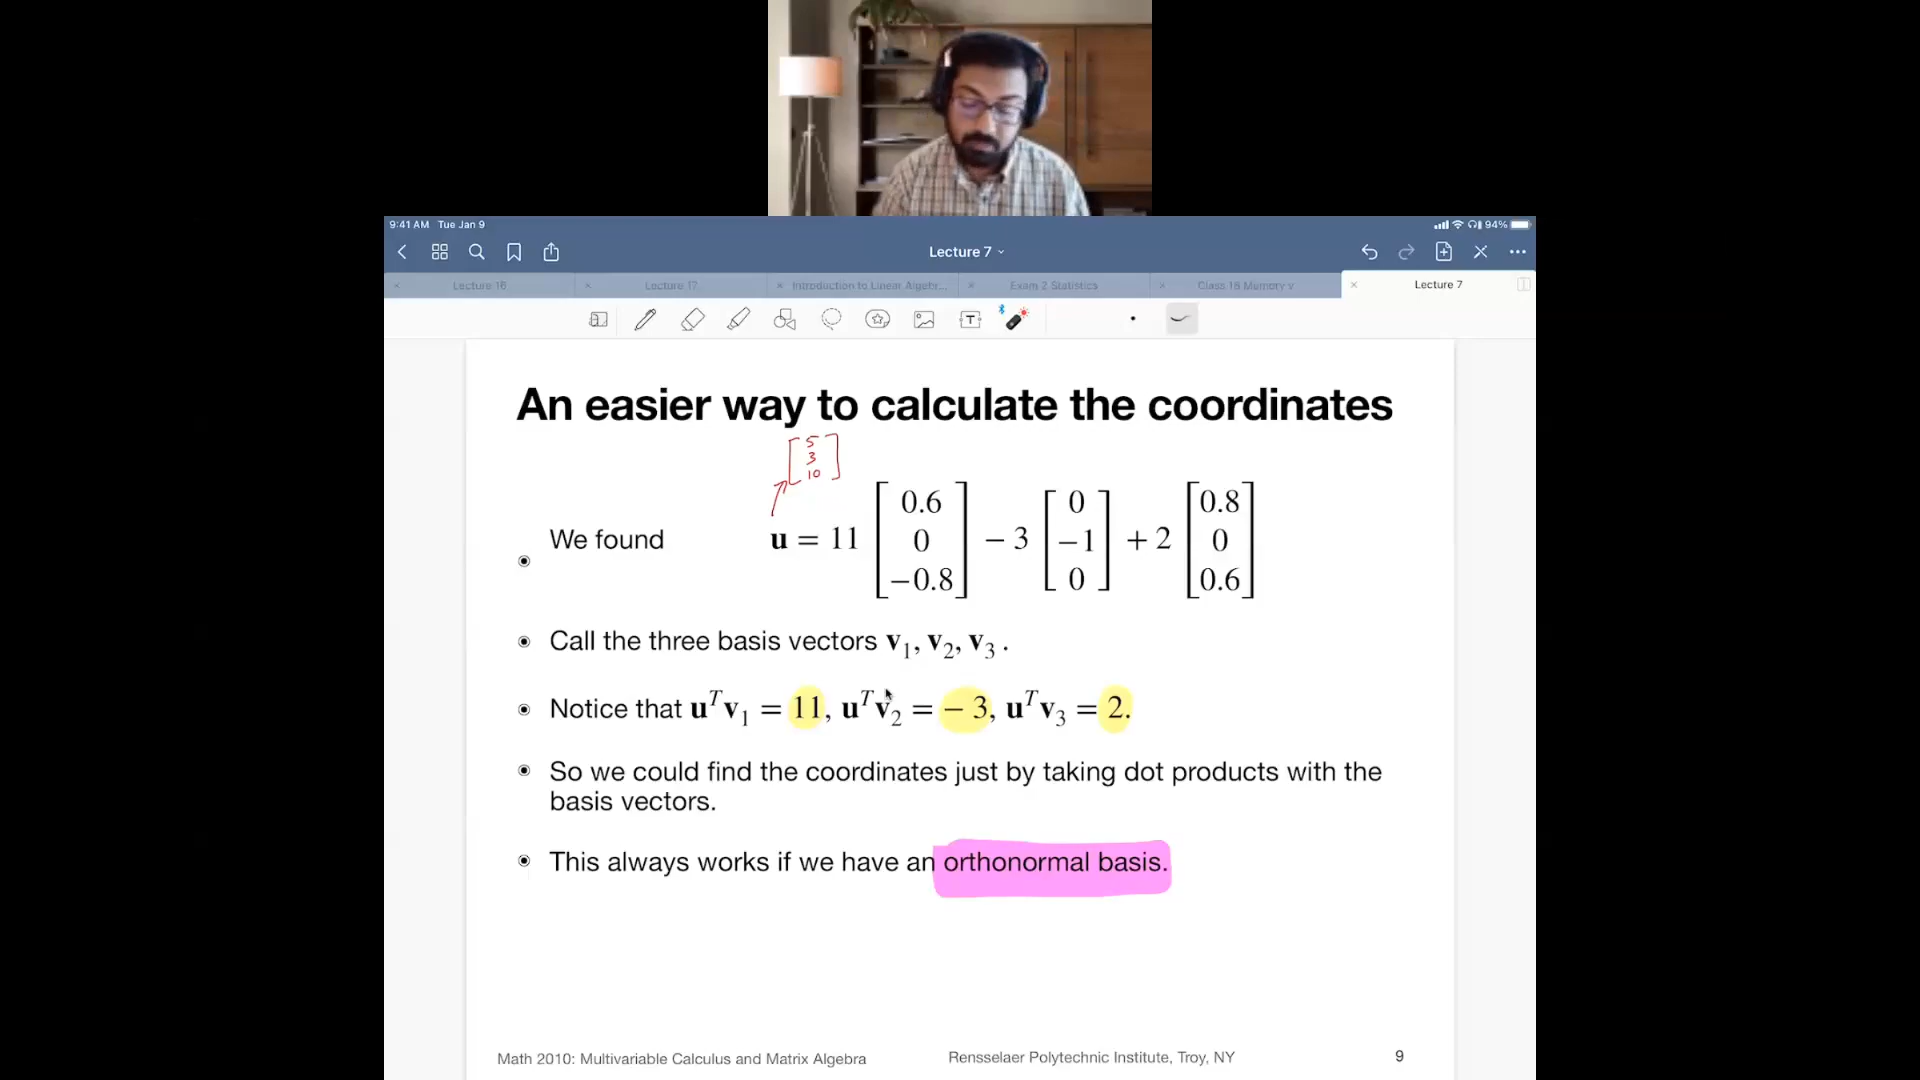 9:41 AM Tue Jan 9
94%
Lecture 7
Lecture 16
Lecture 17
Introduction to Linear Algebr...
Exam 2 Statistics
Class 18 Memory v
Lecture 7
An easier way to calculate the coordinates
[5 3 10]
We found u = 11 [0.6 0 −0.8] − 3 [0 −1 0] + 2 [0.8 0 0.6]
Call the three basis vectors v₁, v₂, v₃ .
Notice that uᵀv₁ = 11, uᵀv₂ = − 3, uᵀv₃ = 2.
So we could find the coordinates just by taking dot products with the
basis vectors.
This always works if we have an orthonormal basis.
Math 2010: Multivariable Calculus and Matrix Algebra
Rensselaer Polytechnic Institute, Troy, NY
9